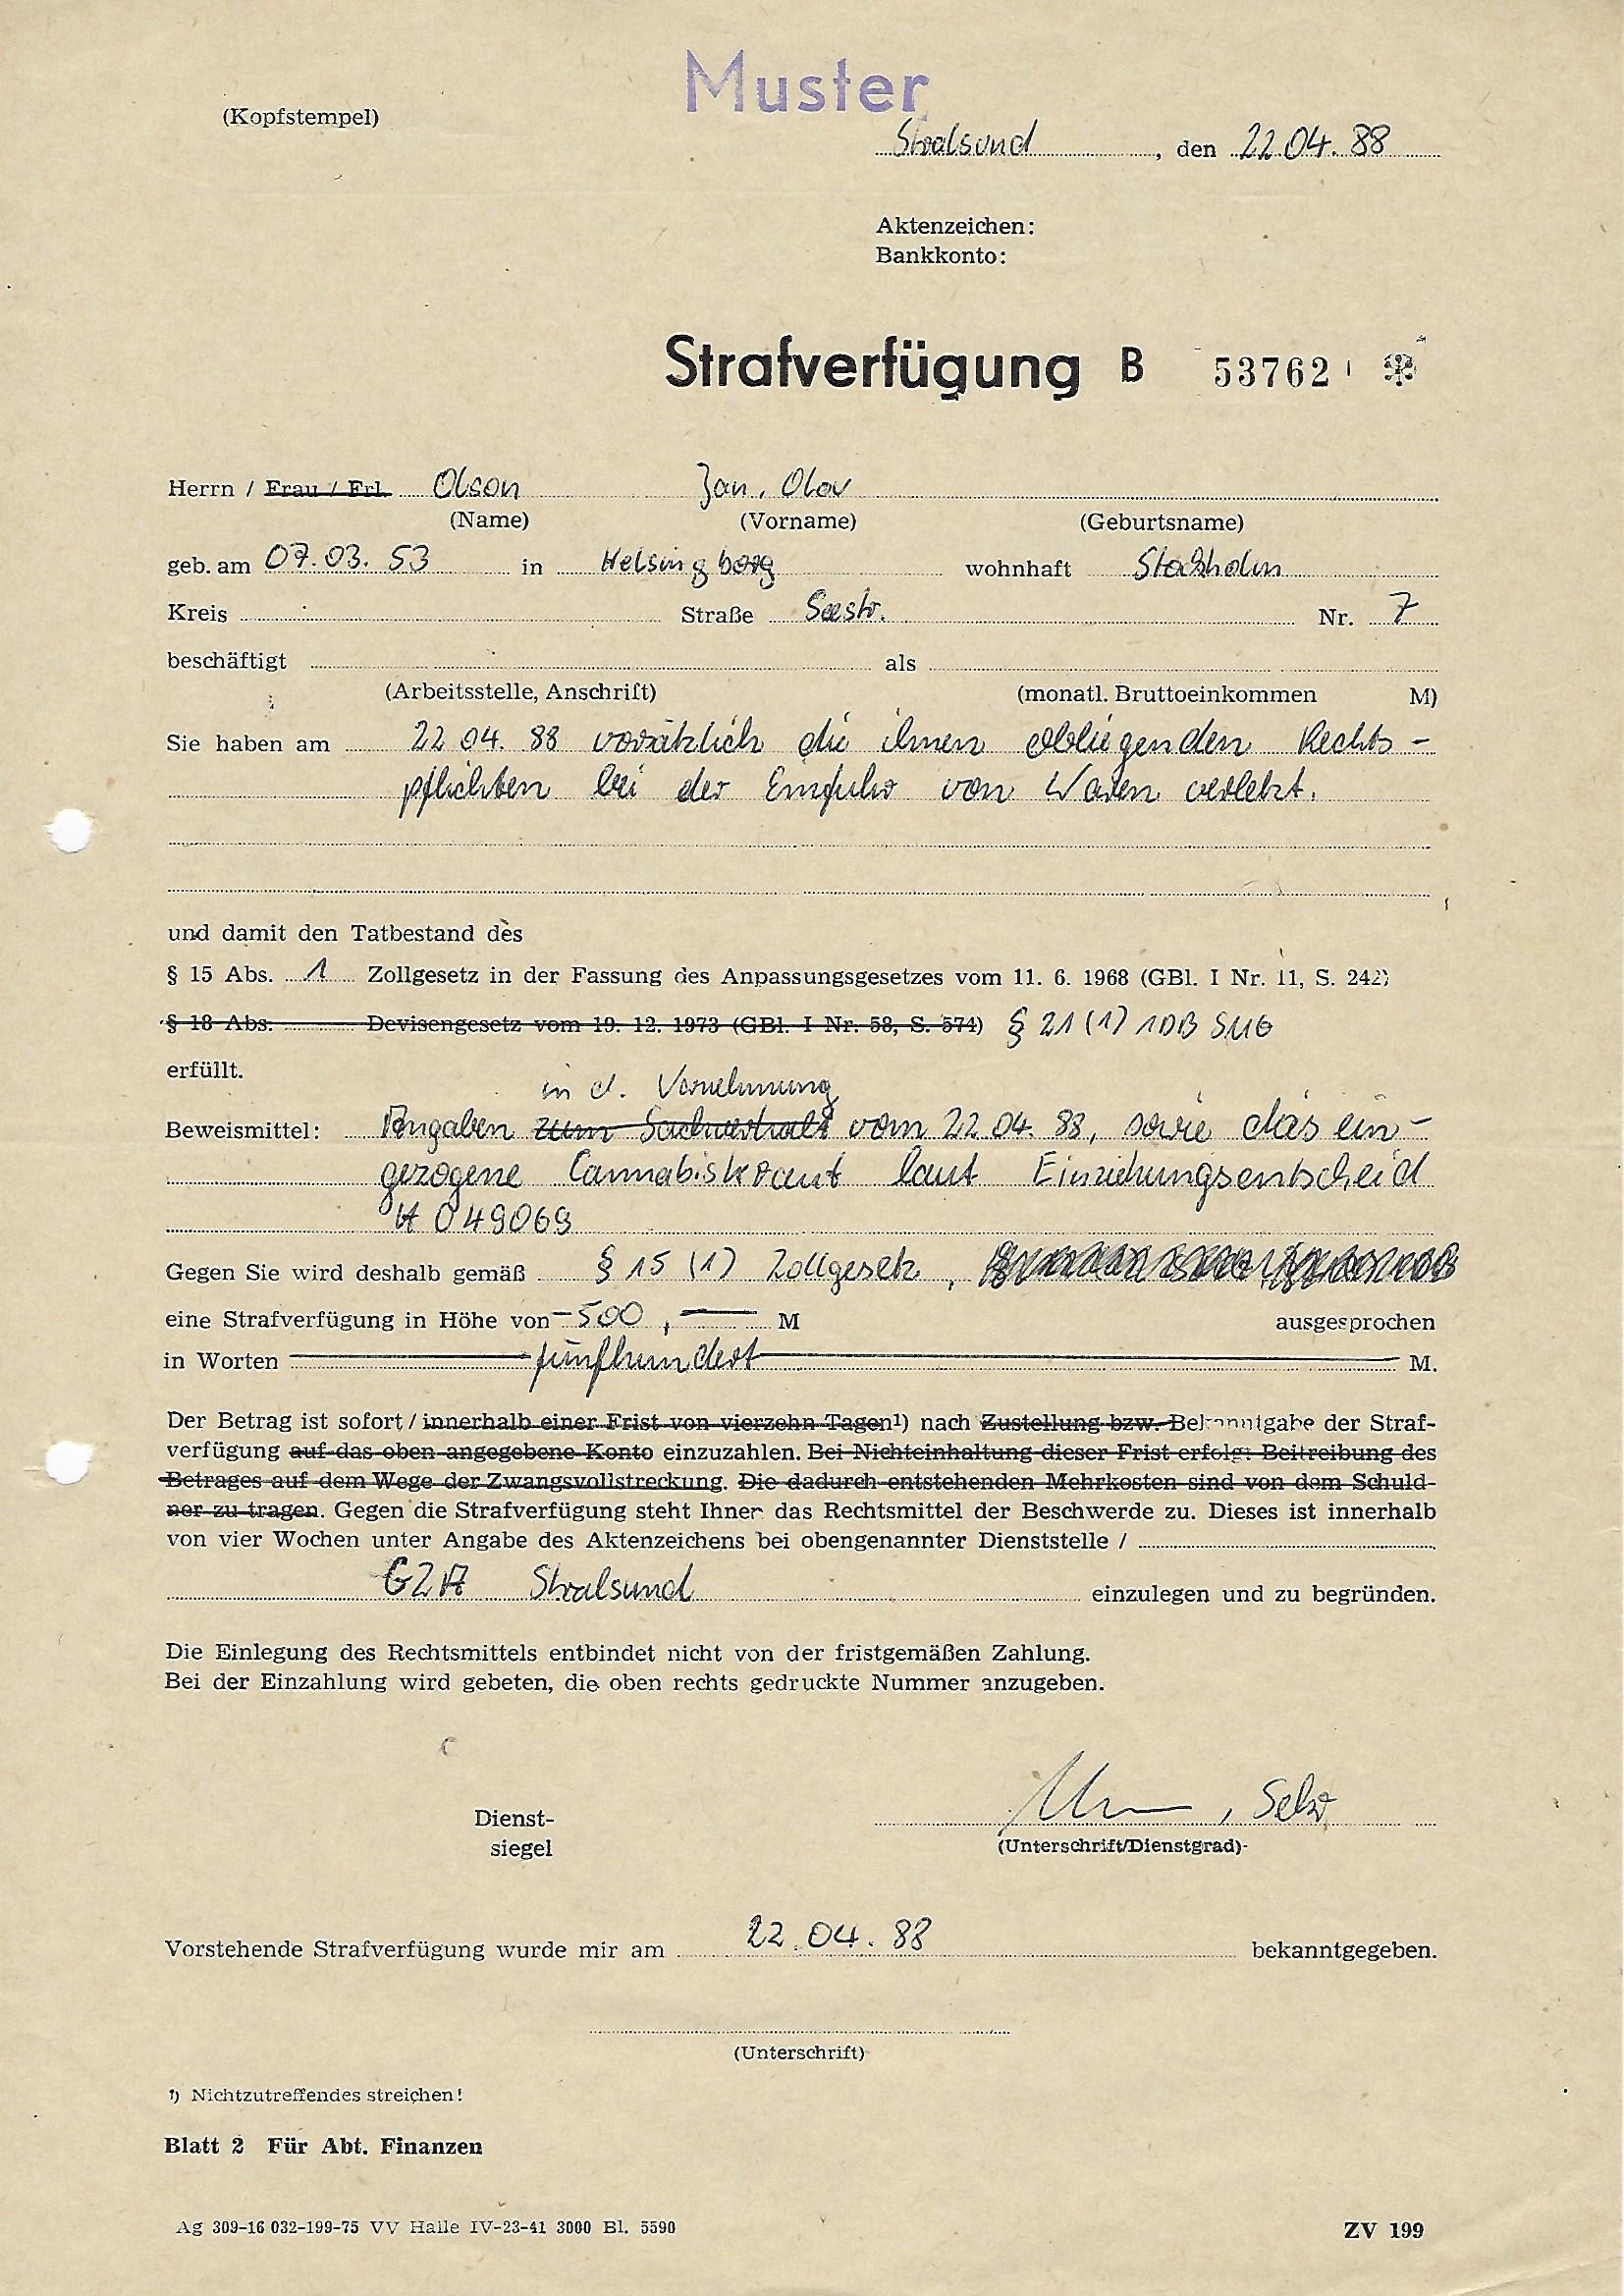 Muster
(Kopfstempel)
Stralsund, den 22.04.88
Aktenzeichen:
Bankkonto:
Strafverfügung B 53762
Herrn / Frau / Frl. Olson Jan, Olov
(Name) (Vorname) (Geburtsname)
geb. am 07.03.53 in Helsingborg wohnhaft Stockholm
Kreis Straße Seestr. Nr. 7
beschäftigt als
(Arbeitsstelle, Anschrift) (monatl. Bruttoeinkommen M)
Sie haben am 22 04. 88 vorsätzlich die ihnen obliegenden Rechts-
pflichten bei der Einfuhr von Waren verletzt.
und damit den Tatbestand des
§ 15 Abs. 1 Zollgesetz in der Fassung des Anpassungsgesetzes vom 11. 6. 1968 (GBl. I Nr. 11, S. 242)
§ 18 Abs. Devisengesetz vom 19. 12. 1973 (GBl. I Nr. 58, S. 574) § 21 (1) 1DB SMG
erfüllt.
in d. Vernehmung
Beweismittel: Angaben zum Sachverhalt vom 22.04. 88, sowie das ein-
gezogene Cannabiskraut laut Einziehungsentscheid
A 049069
Gegen Sie wird deshalb gemäß § 15 (1) Zollgesetz,
eine Strafverfügung in Höhe von -500,— M ausgesprochen
in Worten fünfhundert M.
Der Betrag ist sofort / innerhalb einer Frist von vierzehn Tagen¹) nach Zustellung bzw. Bekanntgabe der Straf-
verfügung auf das oben angegebene Konto einzuzahlen. Bei Nichteinhaltung dieser Frist erfolgt Beitreibung des
Betrages auf dem Wege der Zwangsvollstreckung. Die dadurch entstehenden Mehrkosten sind von dem Schuld-
ner zu tragen. Gegen die Strafverfügung steht Ihnen das Rechtsmittel der Beschwerde zu. Dieses ist innerhalb
von vier Wochen unter Angabe des Aktenzeichens bei obengenannter Dienststelle /
GZA Stralsund einzulegen und zu begründen.
Die Einlegung des Rechtsmittels entbindet nicht von der fristgemäßen Zahlung.
Bei der Einzahlung wird gebeten, die oben rechts gedruckte Nummer anzugeben.
Dienst-
siegel
(Unterschrift/Dienstgrad)
Vorstehende Strafverfügung wurde mir am 22.04.88 bekanntgegeben.
(Unterschrift)
¹) Nichtzutreffendes streichen!
Blatt 2 Für Abt. Finanzen
Ag 309-16 032-199-75 VV Halle IV-23-41 3000 Bl. 5590 ZV 199